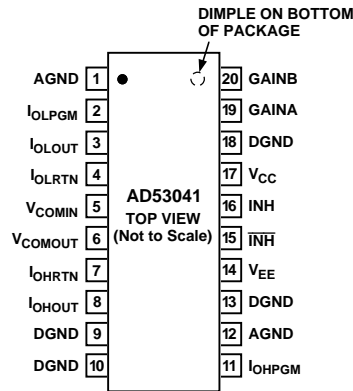 DIMPLE ON BOTTOM
OF PACKAGE
AGND 1
IOLPGM 2
IOLOUT 3
IOLRTN 4
VCOMIN 5
VCOMOUT 6
IOHRTN 7
IOHOUT 8
DGND 9
DGND 10
AD53041
TOP VIEW
(Not to Scale)
20 GAINB
19 GAINA
18 DGND
17 VCC
16 INH
15 I̅N̅H̅
14 VEE
13 DGND
12 AGND
11 IOHPGM